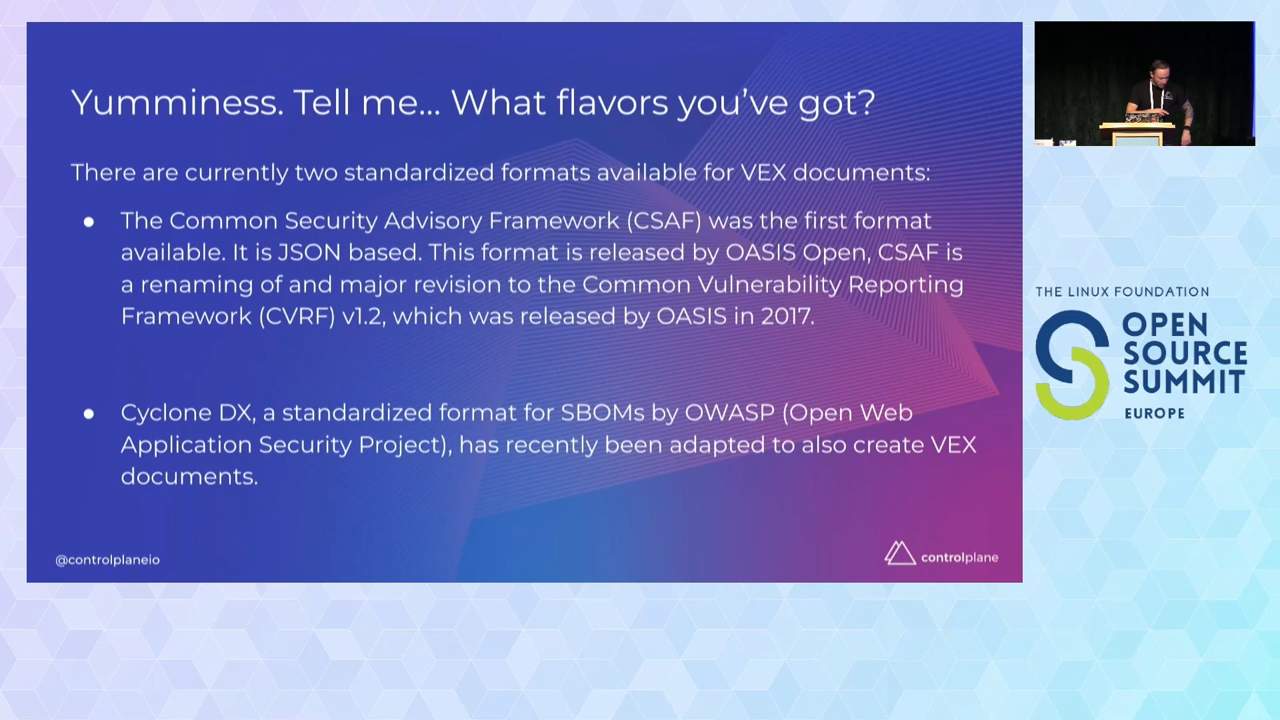 Yumminess. Tell me... What flavors you've got?
There are currently two standardized formats available for VEX documents:
● The Common Security Advisory Framework (CSAF) was the first format
available. It is JSON based. This format is released by OASIS Open, CSAF is
a renaming of and major revision to the Common Vulnerability Reporting
Framework (CVRF) v1.2, which was released by OASIS in 2017.
● Cyclone DX, a standardized format for SBOMs by OWASP (Open Web
Application Security Project), has recently been adapted to also create VEX
documents.
@controlplaneio
controlplane
THE LINUX FOUNDATION
OPEN
SOURCE
SUMMIT
EUROPE